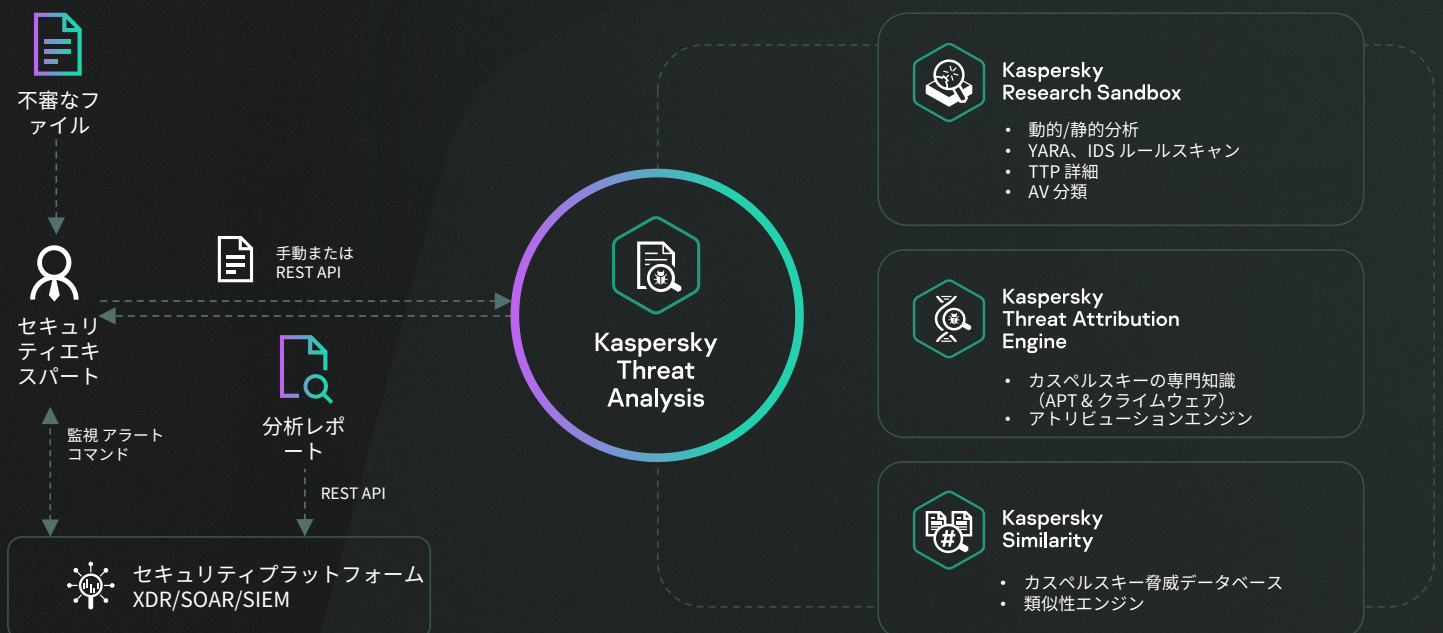 不審なフ
ァイル
セキュリ
ティエキ
スパート
手動または
REST API
監視 アラート
コマンド
分析レポ
ート
REST API
セキュリティプラットフォーム
XDR/SOAR/SIEM
Kaspersky
Threat
Analysis
Kaspersky
Research Sandbox
• 動的/静的分析
• YARA、IDS ルールスキャン
• TTP 詳細
• AV 分類
Kaspersky
Threat Attribution
Engine
• カスペルスキーの専門知識
（APT & クライムウェア）
• アトリビューションエンジン
Kaspersky
Similarity
• カスペルスキー脅威データベース
• 類似性エンジン